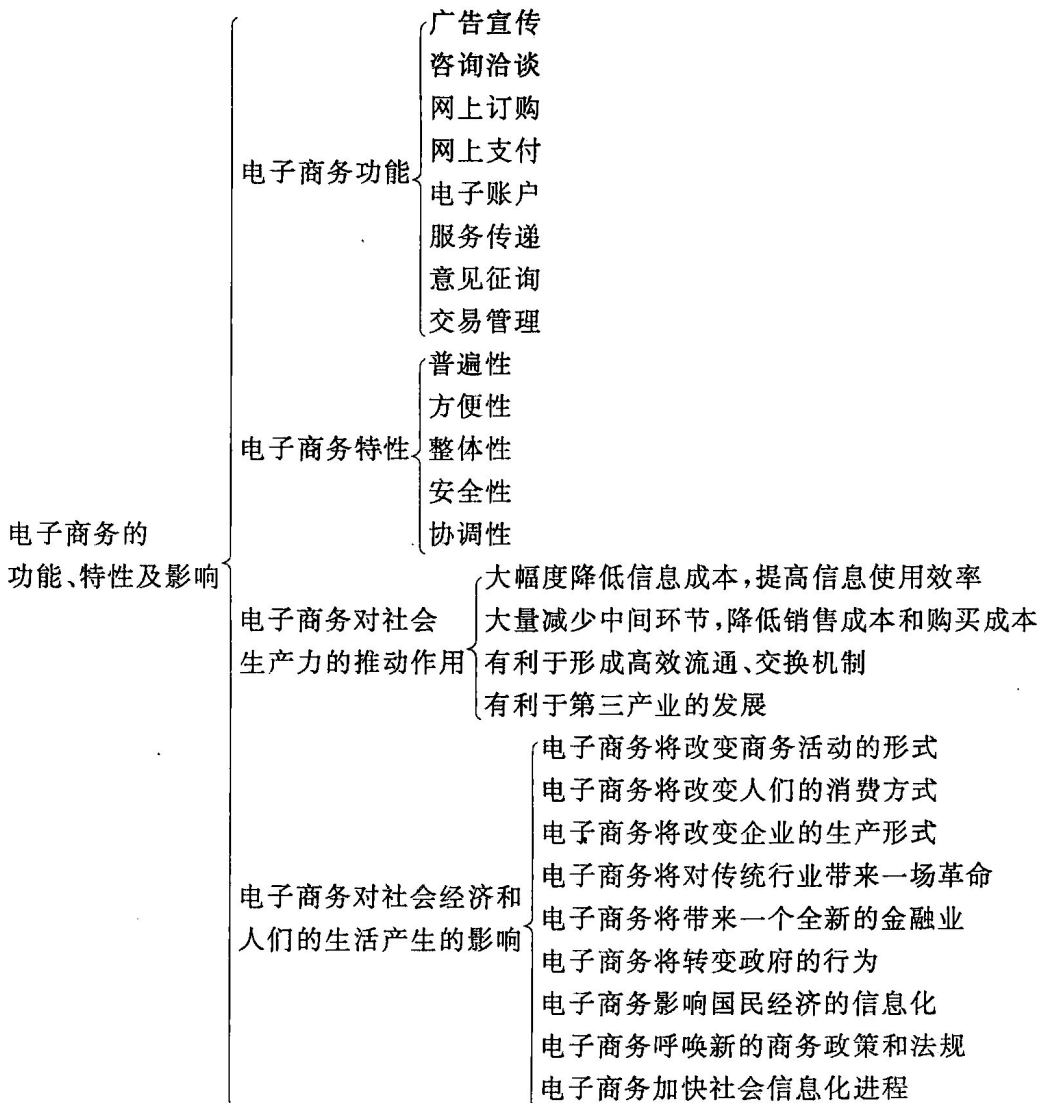 电子商务的
功能、特性及影响
电子商务功能
广告宣传
咨询洽谈
网上订购
网上支付
电子账户
服务传递
意见征询
交易管理
电子商务特性
普遍性
方便性
整体性
安全性
协调性
电子商务对社会
生产力的推动作用
大幅度降低信息成本,提高信息使用效率
大量减少中间环节,降低销售成本和购买成本
有利于形成高效流通、交换机制
有利于第三产业的发展
电子商务对社会经济和
人们的生活产生的影响
电子商务将改变商务活动的形式
电子商务将改变人们的消费方式
电子商务将改变企业的生产形式
电子商务将对传统行业带来一场革命
电子商务将带来一个全新的金融业
电子商务将转变政府的行为
电子商务影响国民经济的信息化
电子商务呼唤新的商务政策和法规
电子商务加快社会信息化进程